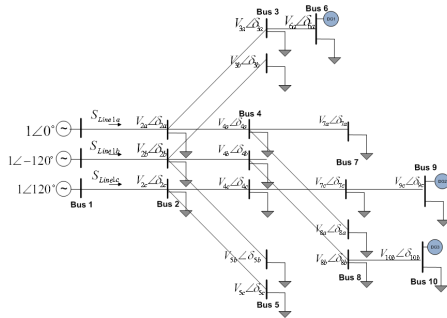 Bus 3
Bus 6
DG1
V3a∠δ3a
V6a∠δ6a
V3b∠δ3b
SLine1a
1∠0°
V2a∠δ2a
Bus 4
V4a∠δ4a
V7a∠δ7a
SLine1b
1∠-120°
V2b∠δ2b
V4b∠δ4b
Bus 7
Bus 9
SLine1c
1∠120°
V2c∠δ2c
V4c∠δ4c
V7c∠δ7c
V9c∠δ9c
DG2
Bus 1
Bus 2
V8a∠δ8a
DG3
V5b∠δ5b
V8b∠δ8b
V10b∠δ10b
Bus 8
Bus 10
V5c∠δ5c
Bus 5